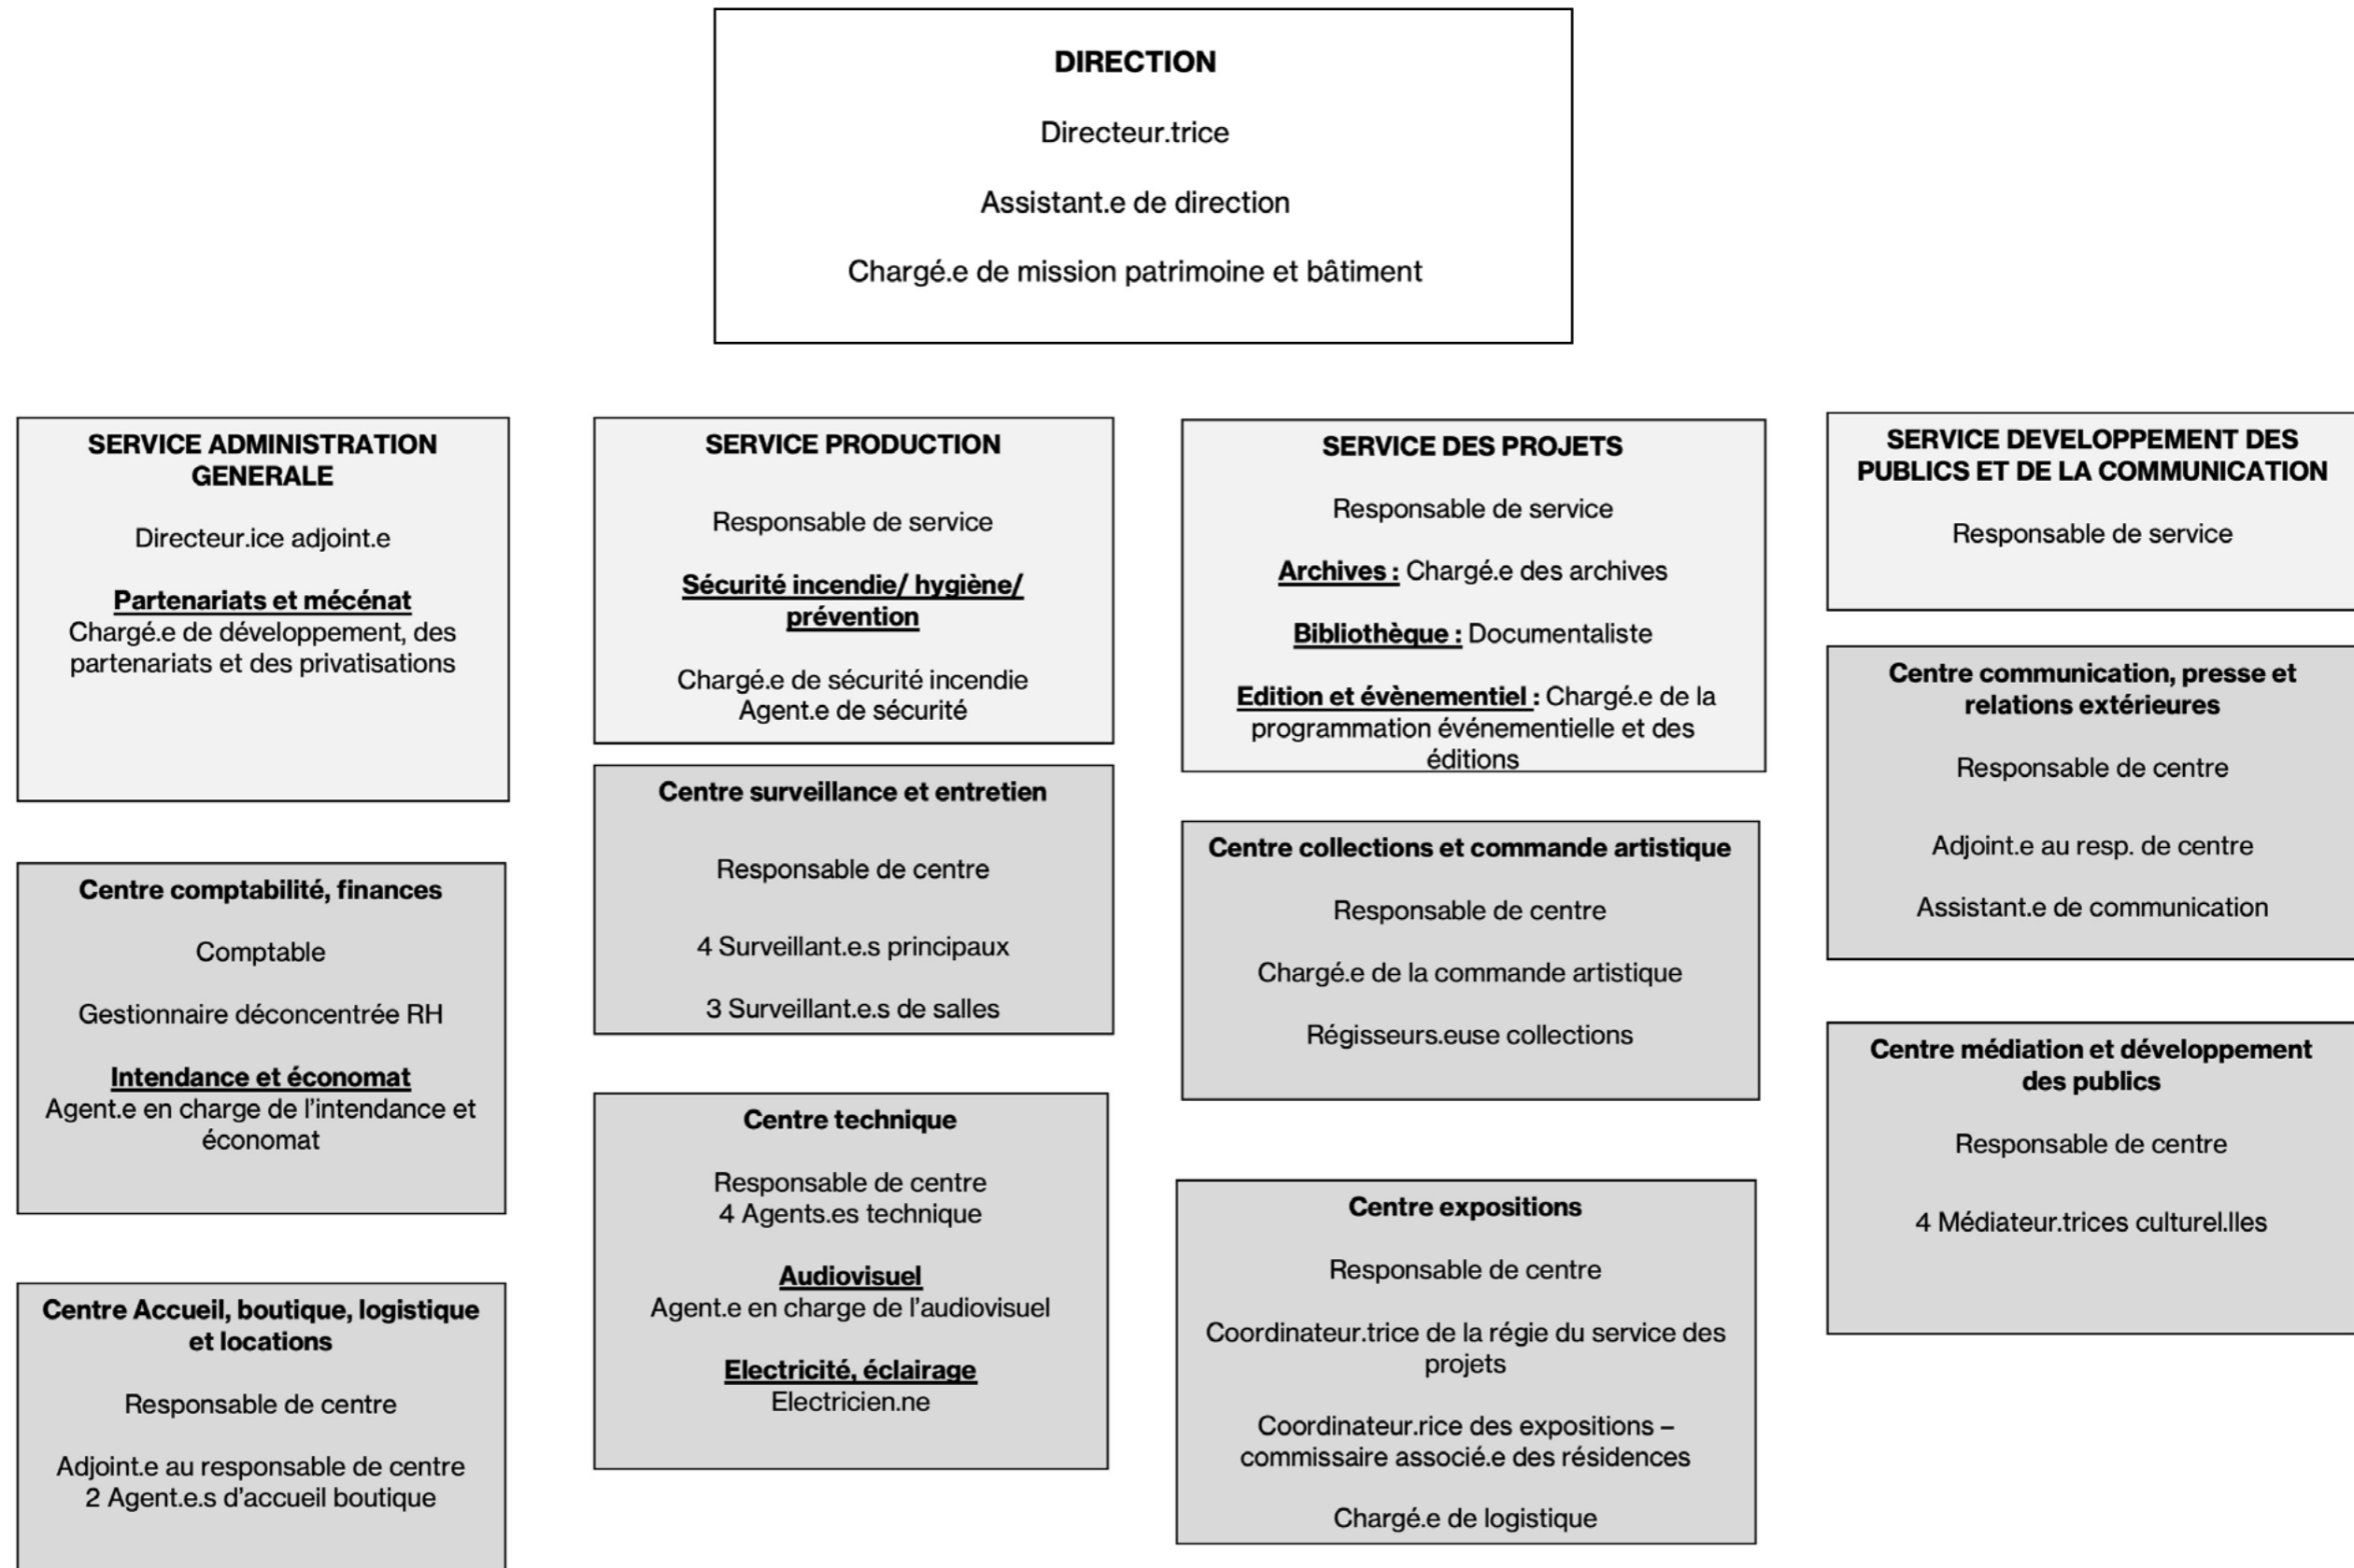 DIRECTION
Directeur.trice
Assistant.e de direction
Chargé.e de mission patrimoine et bâtiment
SERVICE ADMINISTRATION
GENERALE
Directeur.ice adjoint.e
Partenariats et mécénat
Chargé.e de développement, des
partenariats et des privatisations
Centre comptabilité, finances
Comptable
Gestionnaire déconcentrée RH
Intendance et économat
Agent.e en charge de l'intendance et
économat
Centre Accueil, boutique, logistique
et locations
Responsable de centre
Adjoint.e au responsable de centre
2 Agent.e.s d'accueil boutique
SERVICE PRODUCTION
Responsable de service
Sécurité incendie/ hygiène/
prévention
Chargé.e de sécurité incendie
Agent.e de sécurité
Centre surveillance et entretien
Responsable de centre
4 Surveillant.e.s principaux
3 Surveillant.e.s de salles
Centre technique
Responsable de centre
4 Agents.es technique
Audiovisuel
Agent.e en charge de l'audiovisuel
Electricité, éclairage
Electricien.ne
SERVICE DES PROJETS
Responsable de service
Archives : Chargé.e des archives
Bibliothèque : Documentaliste
Edition et évènementiel : Chargé.e de la
programmation événementielle et des
éditions
Centre collections et commande artistique
Responsable de centre
Chargé.e de la commande artistique
Régisseurs.euse collections
Centre expositions
Responsable de centre
Coordinateur.trice de la régie du service des
projets
Coordinateur.rice des expositions –
commissaire associé.e des résidences
Chargé.e de logistique
SERVICE DEVELOPPEMENT DES
PUBLICS ET DE LA COMMUNICATION
Responsable de service
Centre communication, presse et
relations extérieures
Responsable de centre
Adjoint.e au resp. de centre
Assistant.e de communication
Centre médiation et développement
des publics
Responsable de centre
4 Médiateur.trices culturel.lles